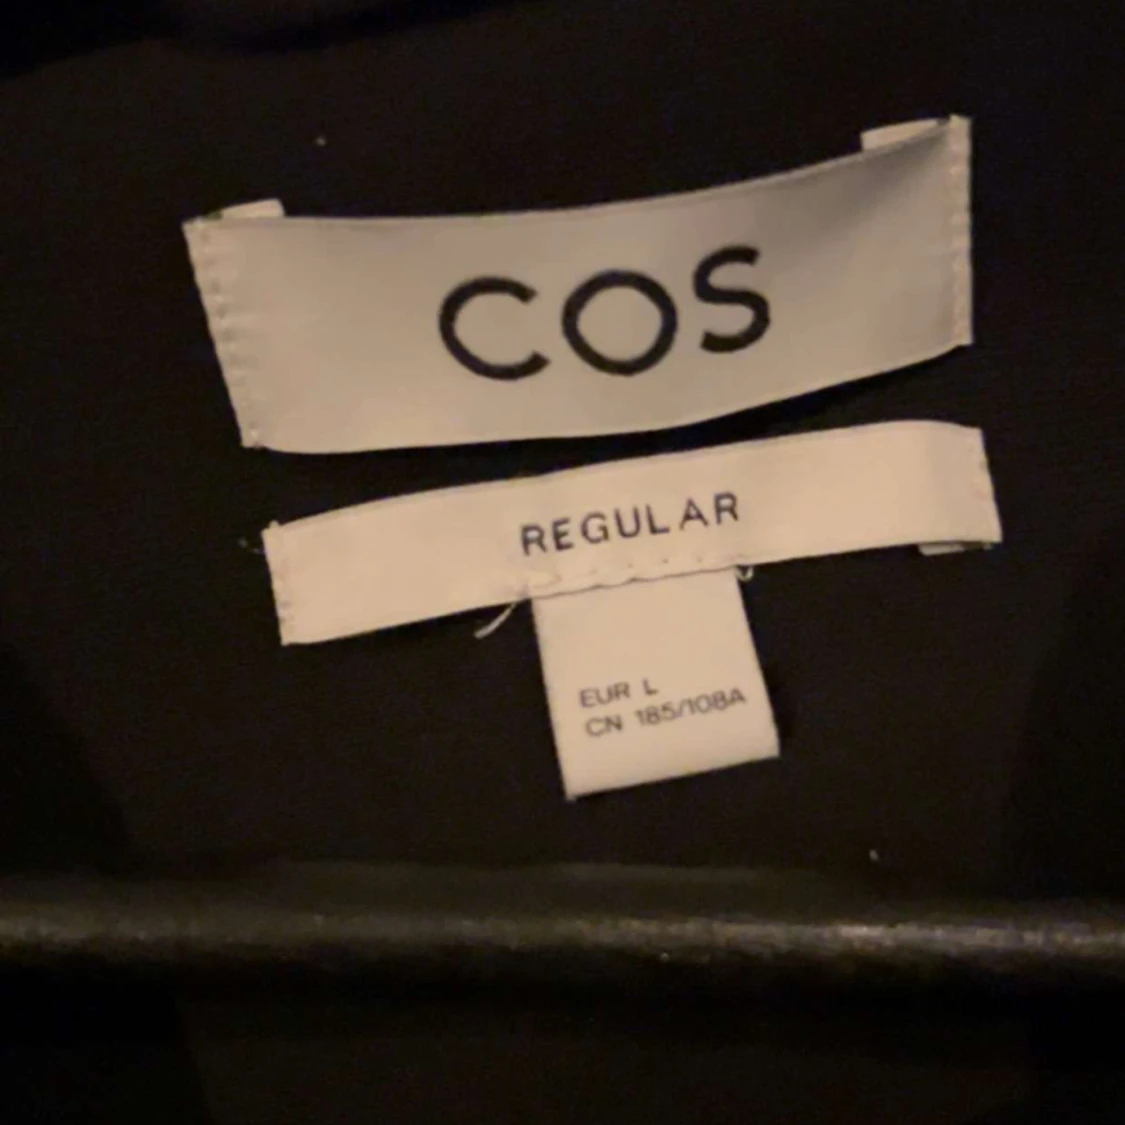 COS
REGULAR
EUR L
CN 185/108A